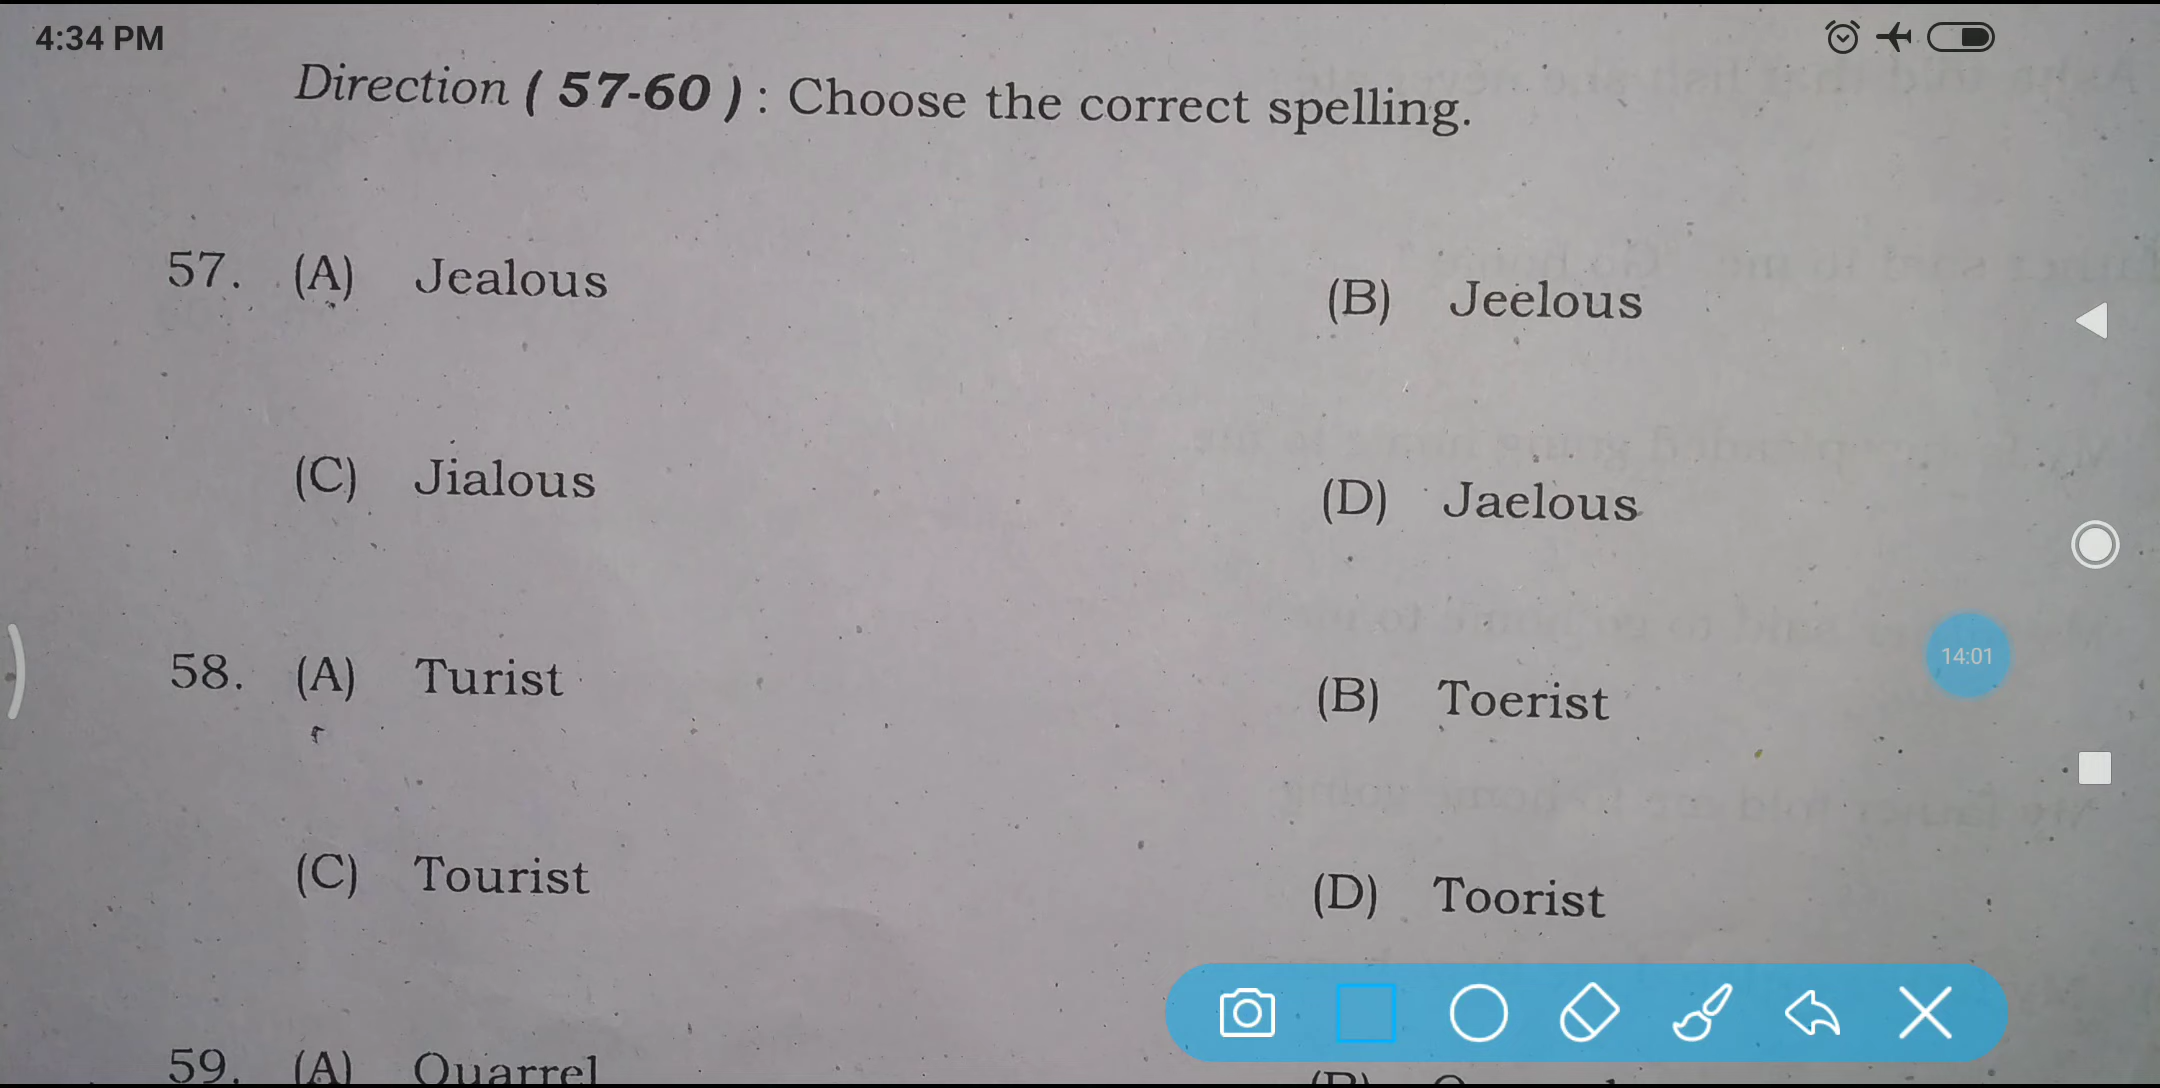 4:34 PM
Direction ( 57-60 ) : Choose the correct spelling.
57. (A) Jealous (B) Jeelous
(C) Jialous (D) Jaelous
58. (A) Turist (B) Toerist
14:01
(C) Tourist (D) Toorist
59. (A) Quarrel